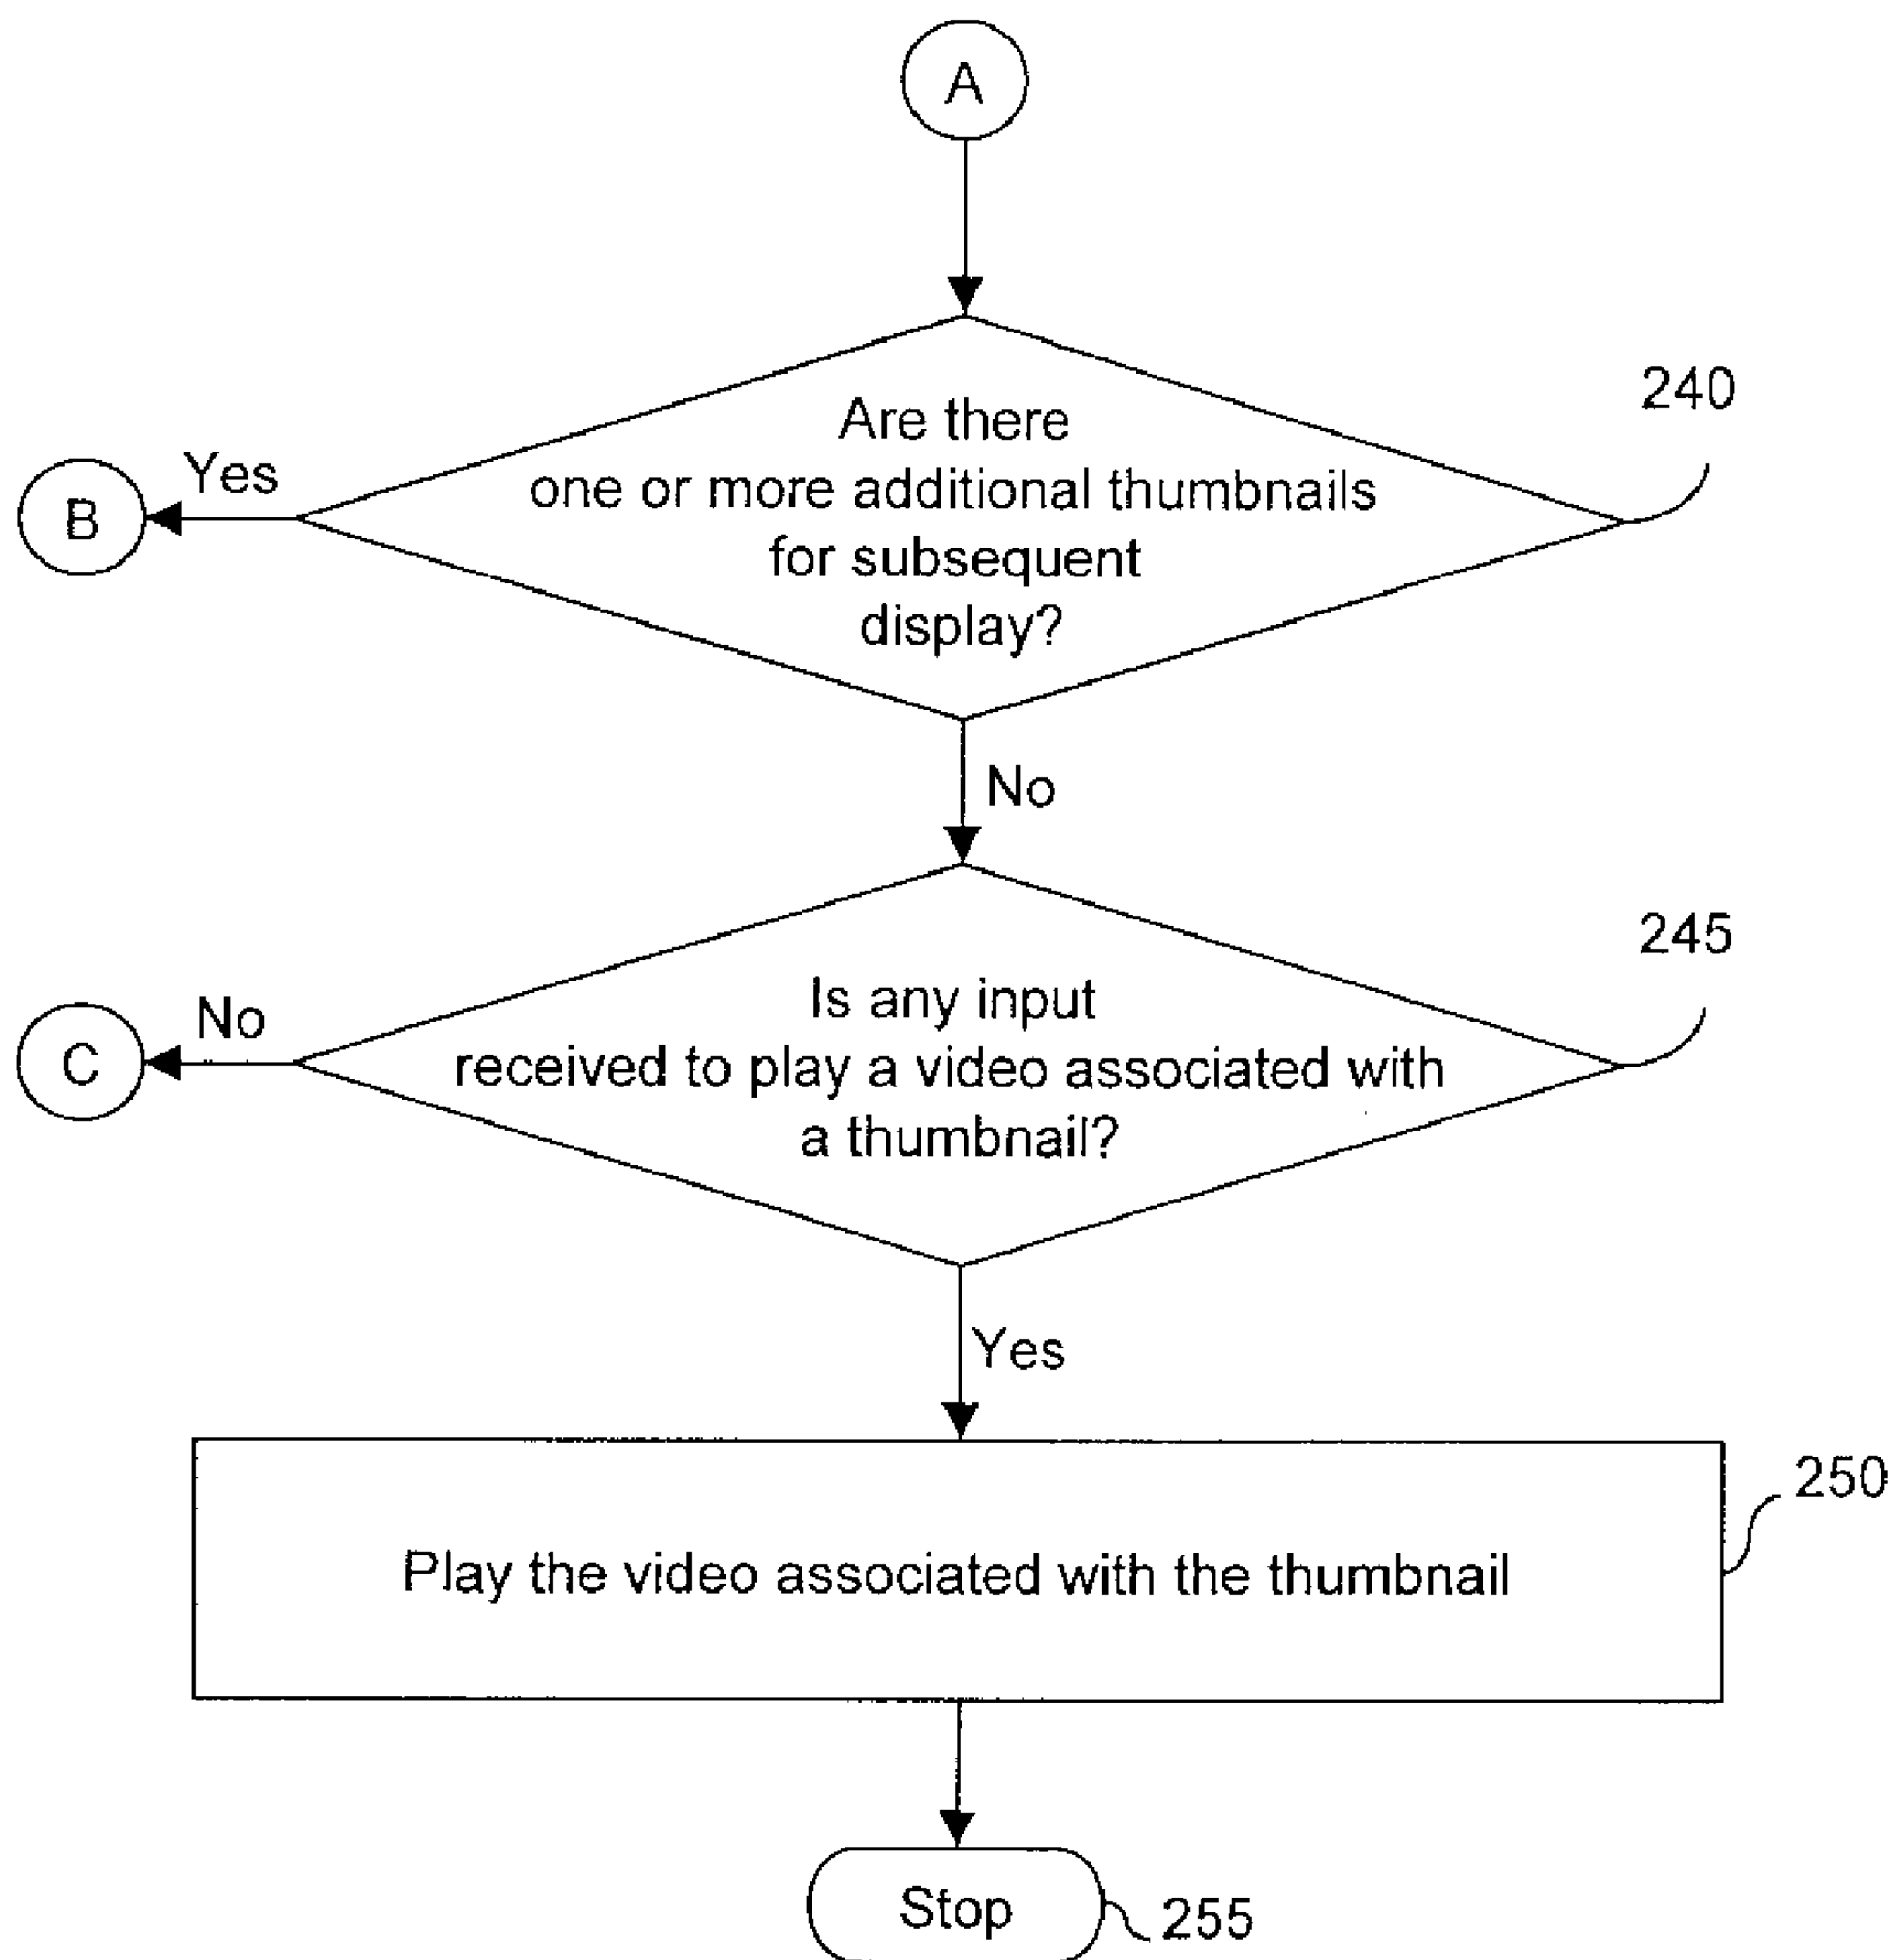 A
Are there
one or more additional thumbnails
for subsequent
display?
240
Yes
B
No
Is any input
received to play a video associated with
a thumbnail?
245
No
C
Yes
Play the video associated with the thumbnail
250
Stop
255